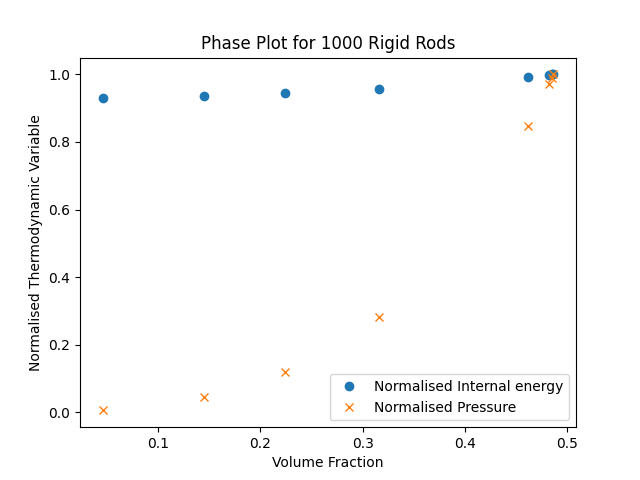 Phase Plot for 1000 Rigid Rods
Normalised Thermodynamic Variable
1.0
0.8
0.6
0.4
0.2
0.0
0.1
0.2
0.3
0.4
0.5
Volume Fraction
Normalised Internal energy
Normalised Pressure